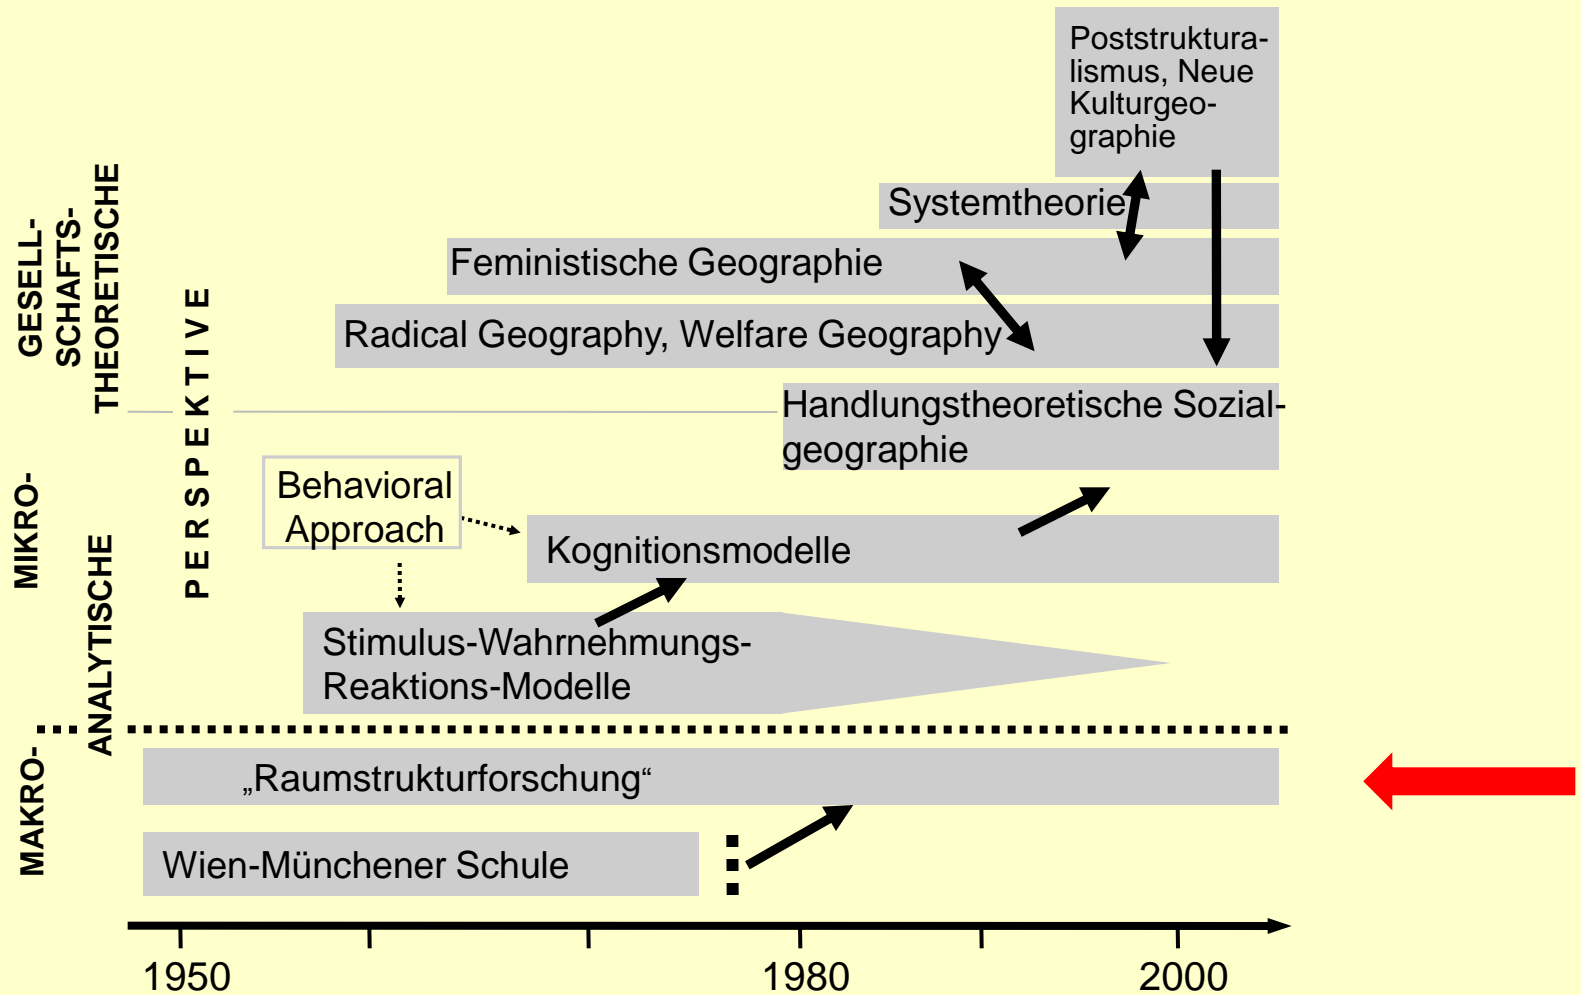 Poststruktura-
lismus, Neue
Kulturgeo-
graphie
Systemtheorie
Feministische Geographie
Radical Geography, Welfare Geography
Handlungstheoretische Sozial-
geographie
Behavioral
Approach
Kognitionsmodelle
Stimulus-Wahrnehmungs-
Reaktions-Modelle
„Raumstrukturforschung“
Wien-Münchener Schule
GESELL-
SCHAFTS-
THEORETISCHE
PERSPEKTIVE
MIKRO-
ANALYTISCHE
MAKRO-
1950
1980
2000